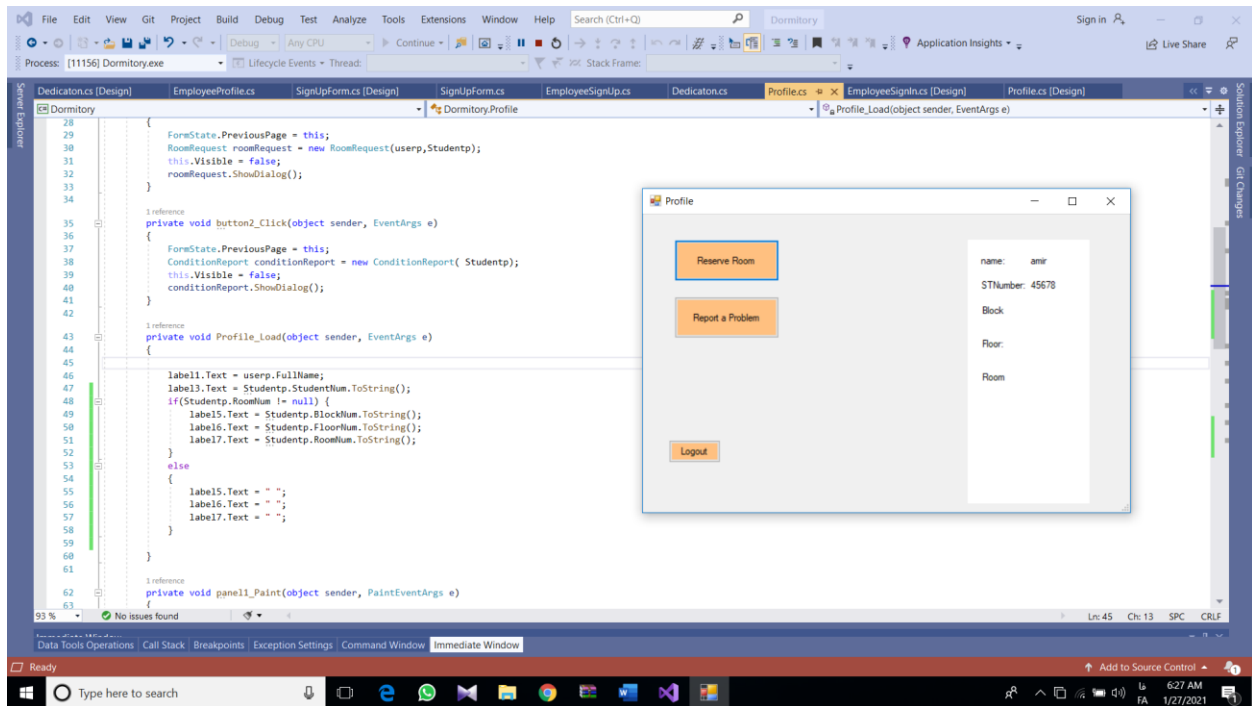 File Edit View Git Project Build Debug Test Analyze Tools Extensions Window Help Search (Ctrl+Q) Dormitory Sign in
Debug Any CPU Continue Application Insights Live Share
Process: [11156] Dormitory.exe Lifecycle Events Thread: Stack Frame:
Server Explorer
Solution Explorer Git Changes
Dedicaton.cs [Design] EmployeeProfile.cs SignUpForm.cs [Design] SignUpForm.cs EmployeeSignUp.cs Dedicaton.cs Profile.cs EmployeeSignIn.cs [Design] Profile.cs [Design]
Dormitory Dormitory.Profile Profile_Load(object sender, EventArgs e)
28 {
29 FormState.PreviousPage = this;
30 RoomRequest roomRequest = new RoomRequest(userp,Studentp);
31 this.Visible = false;
32 roomRequest.ShowDialog();
33 }
34
1 reference
35 private void button2_Click(object sender, EventArgs e)
36 {
37 FormState.PreviousPage = this;
38 ConditionReport conditionReport = new ConditionReport( Studentp);
39 this.Visible = false;
40 conditionReport.ShowDialog();
41 }
42
1 reference
43 private void Profile_Load(object sender, EventArgs e)
44 {
45
46 label1.Text = userp.FullName;
47 label3.Text = Studentp.StudentNum.ToString();
48 if(Studentp.RoomNum != null) {
49 label5.Text = Studentp.BlockNum.ToString();
50 label6.Text = Studentp.FloorNum.ToString();
51 label7.Text = Studentp.RoomNum.ToString();
52 }
53 else
54 {
55 label5.Text = " ";
56 label6.Text = " ";
57 label7.Text = " ";
58 }
59
60 }
61
1 reference
62 private void panel1_Paint(object sender, PaintEventArgs e)
63 {
Profile
Reserve Room
Report a Problem
Logout
name: amir
STNumber: 45678
Block
Floor:
Room
93 % No issues found Ln: 45 Ch: 13 SPC CRLF
Immediate Window
Data Tools Operations Call Stack Breakpoints Exception Settings Command Window Immediate Window
Ready Add to Source Control
Type here to search
فا
FA
6:27 AM
1/27/2021